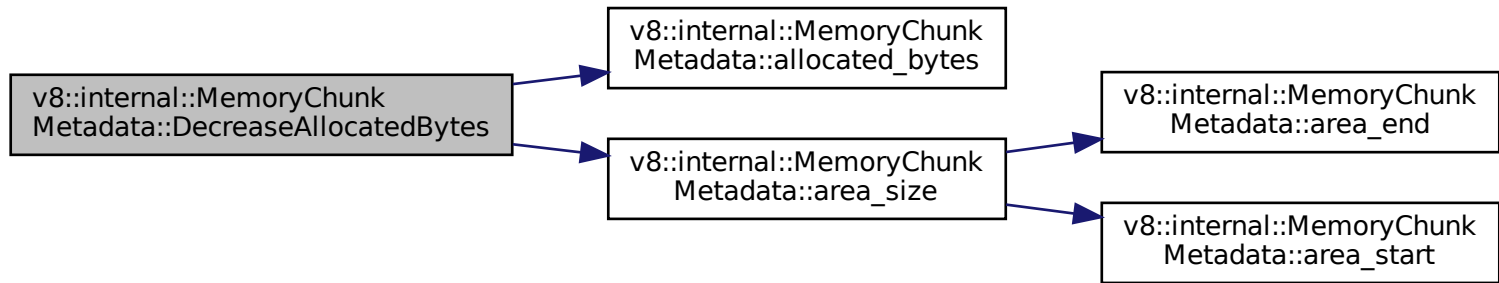 v8::internal::MemoryChunk
Metadata::DecreaseAllocatedBytes
v8::internal::MemoryChunk
Metadata::allocated_bytes
v8::internal::MemoryChunk
Metadata::area_size
v8::internal::MemoryChunk
Metadata::area_end
v8::internal::MemoryChunk
Metadata::area_start